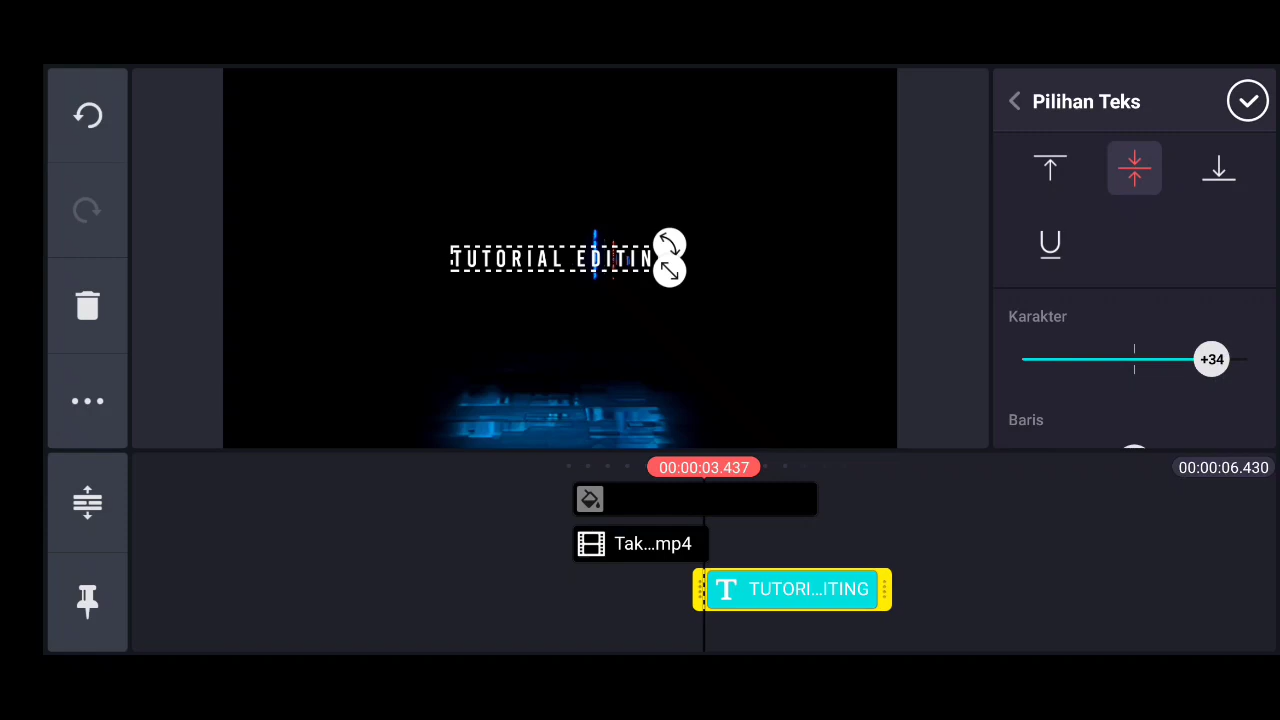 Pilihan Teks
TUTORIAL EDITIN
Karakter
+34
Baris
00:00:03.437
00:00:06.430
Tak...mp4
T TUTORI...ITING